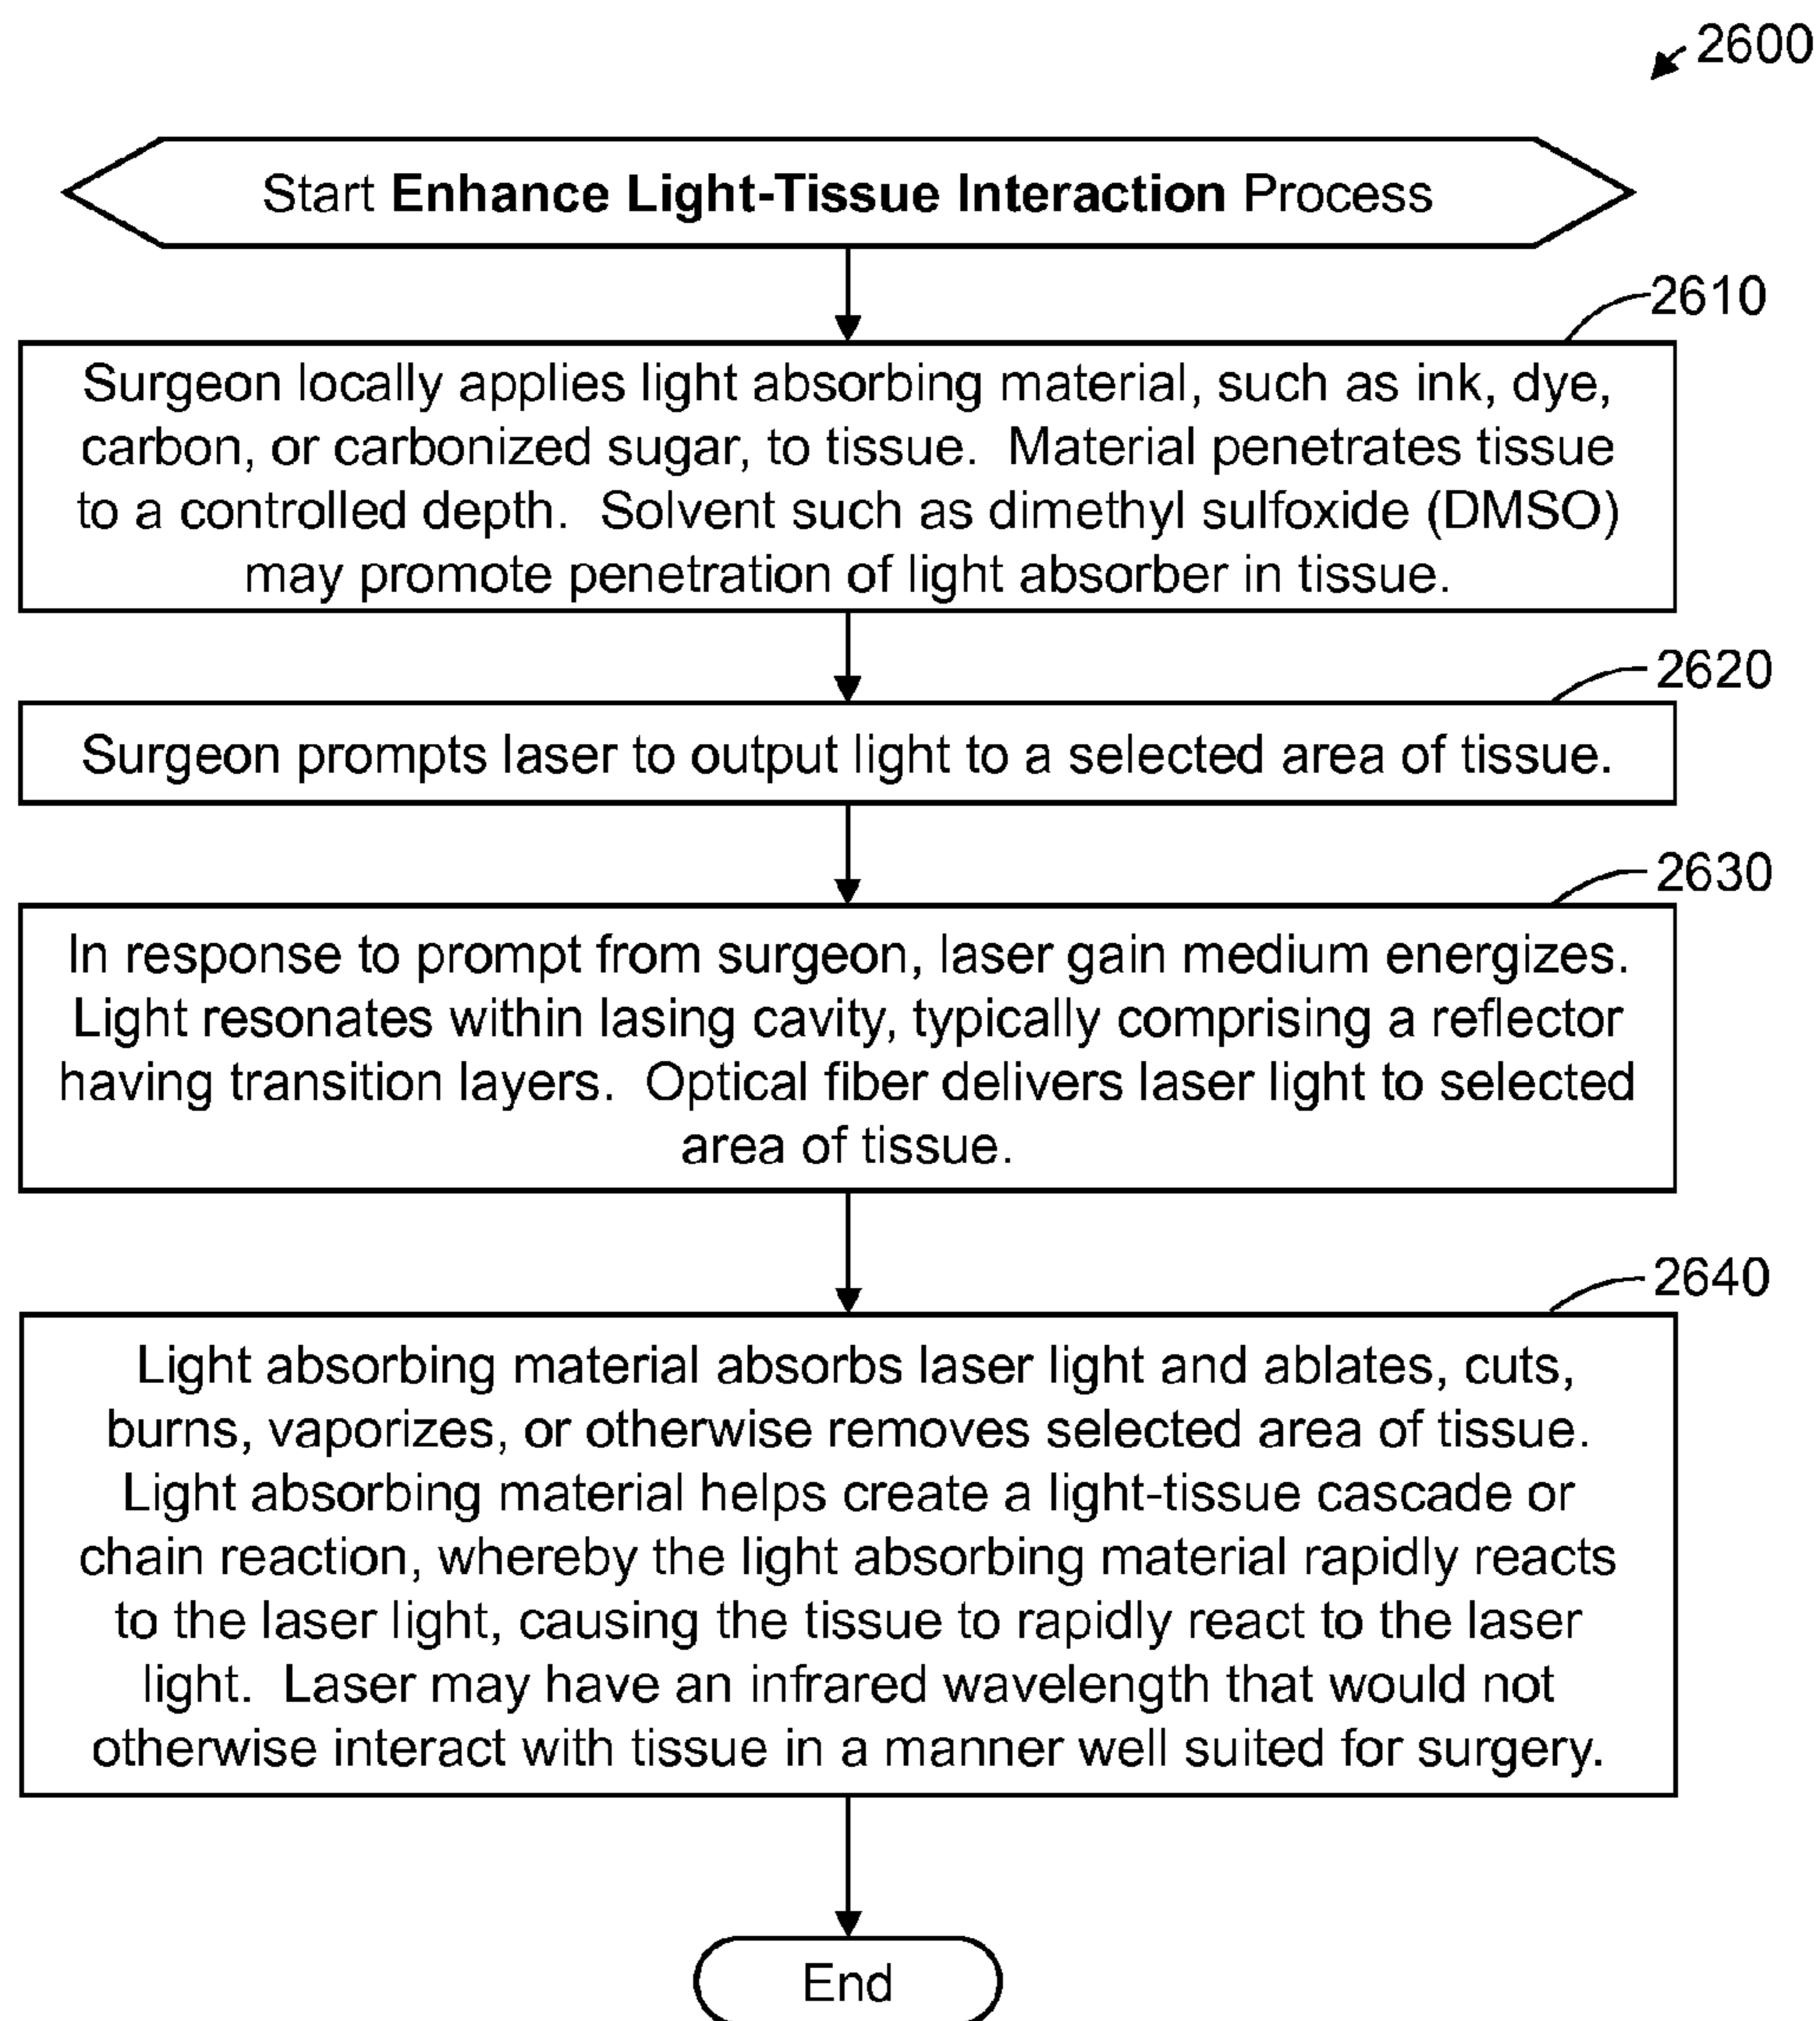 2600
Start Enhance Light-Tissue Interaction Process
2610
Surgeon locally applies light absorbing material, such as ink, dye,
carbon, or carbonized sugar, to tissue.  Material penetrates tissue
to a controlled depth.  Solvent such as dimethyl sulfoxide (DMSO)
may promote penetration of light absorber in tissue.
2620
Surgeon prompts laser to output light to a selected area of tissue.
2630
In response to prompt from surgeon, laser gain medium energizes.
Light resonates within lasing cavity, typically comprising a reflector
having transition layers.  Optical fiber delivers laser light to selected
area of tissue.
2640
Light absorbing material absorbs laser light and ablates, cuts,
burns, vaporizes, or otherwise removes selected area of tissue.
Light absorbing material helps create a light-tissue cascade or
chain reaction, whereby the light absorbing material rapidly reacts
to the laser light, causing the tissue to rapidly react to the laser
light.  Laser may have an infrared wavelength that would not
otherwise interact with tissue in a manner well suited for surgery.
End